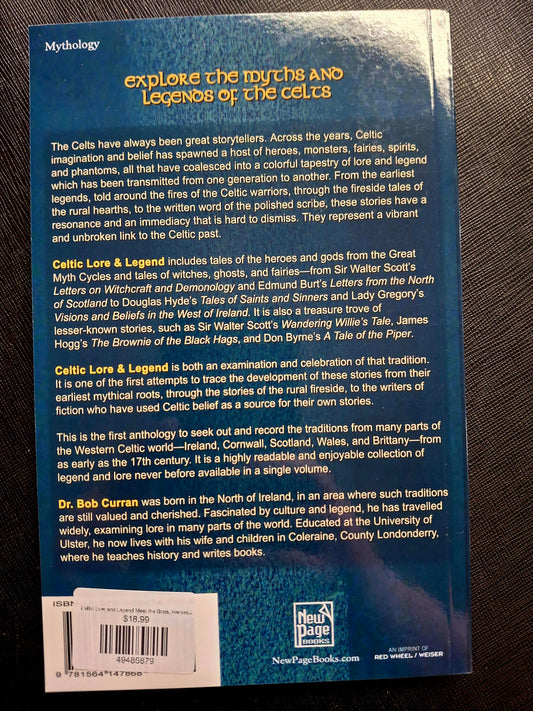 Mythology
Explore the Myths and
Legends of the Celts
The Celts have always been great storytellers. Across the years, Celtic
imagination and belief has spawned a host of heroes, monsters, fairies, spirits,
and phantoms, all that have coalesced into a colorful tapestry of lore and legend
which has been transmitted from one generation to another. From the earliest
legends, told around the fires of the Celtic warriors, through the fireside tales of
the rural hearths, to the written word of the polished scribe, these stories have a
resonance and an immediacy that is hard to dismiss. They represent a vibrant
and unbroken link to the Celtic past.
Celtic Lore & Legend includes tales of the heroes and gods from the Great
Myth Cycles and tales of witches, ghosts, and fairies—from Sir Walter Scott's
Letters on Witchcraft and Demonology and Edmund Burt's Letters from the North
of Scotland to Douglas Hyde's Tales of Saints and Sinners and Lady Gregory's
Visions and Beliefs in the West of Ireland. It is also a treasure trove of
lesser-known stories, such as Sir Walter Scott's Wandering Willie's Tale, James
Hogg's The Brownie of the Black Hags, and Don Byrne's A Tale of the Piper.
Celtic Lore & Legend is both an examination and celebration of that tradition.
It is one of the first attempts to trace the development of these stories from their
earliest mythical roots, through the stories of the rural fireside, to the writers of
fiction who have used Celtic belief as a source for their own stories.
This is the first anthology to seek out and record the traditions from many parts of
the Western Celtic world—Ireland, Cornwall, Scotland, Wales, and Brittany—from
as early as the 17th century. It is a highly readable and enjoyable collection of
legend and lore never before available in a single volume.
Dr. Bob Curran was born in the North of Ireland, in an area where such traditions
are still valued and cherished. Fascinated by culture and legend, he has travelled
widely, examining lore in many parts of the world. Educated at the University of
Ulster, he now lives with his wife and children in Coleraine, County Londonderry,
where he teaches history and writes books.
ISBN
Celtic Lore and Legend Meet the Gods, Heroes,...
$18.99
49485879
9 781564 147868
New
Page
BOOKS
NewPageBooks.com
AN IMPRINT OF
RED WHEEL / WEISER